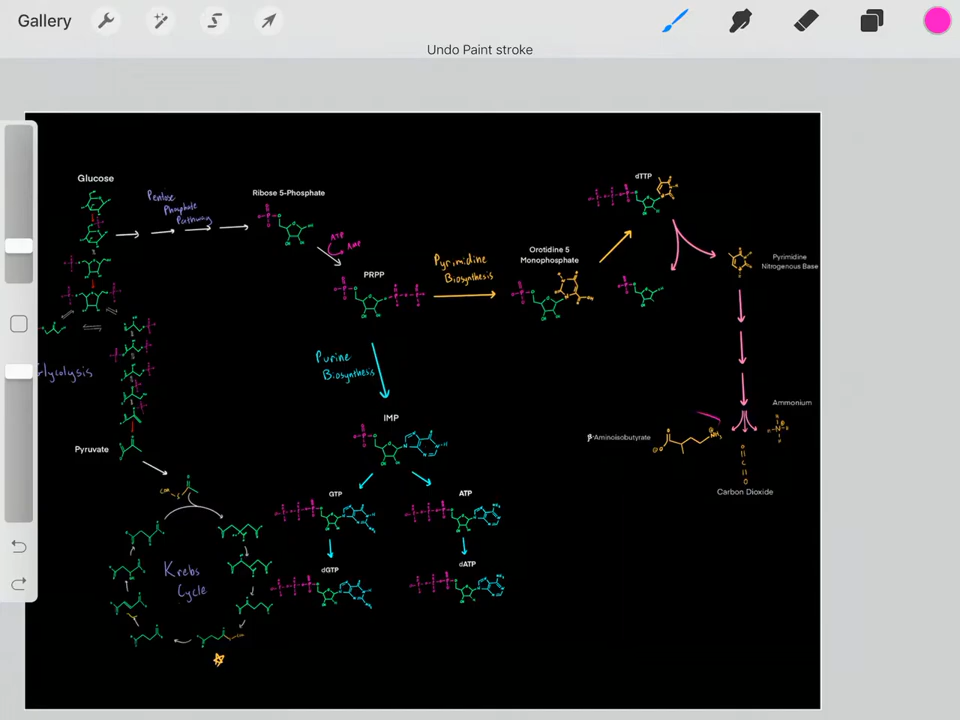 Gallery
Undo Paint stroke
Glucose
Pentose
Phosphate
Pathway
Ribose 5-Phosphate
ATP
AMP
PRPP
Pyrimidine
Biosynthesis
Orotidine 5
Monophosphate
dTTP
Pyrimidine
Nitrogenous Base
Glycolysis
Purine
Biosynthesis
IMP
Pyruvate
GTP
ATP
dGTP
dATP
Krebs
Cycle
β Aminoisobutyrate
Ammonium
Carbon Dioxide